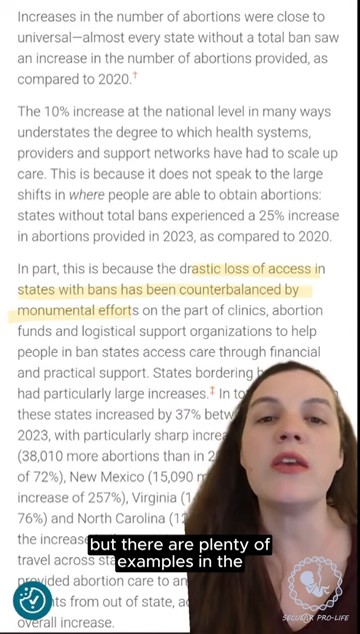 Increases in the number of abortions were close to
universal—almost every state without a total ban saw
an increase in the number of abortions provided, as
compared to 2020.†
The 10% increase at the national level in many ways
understates the degree to which health systems,
providers and support networks have had to scale up
care. This is because it does not speak to the large
shifts in where people are able to obtain abortions:
states without total bans experienced a 25% increase
in abortions provided in 2023, as compared to 2020.
In part, this is because the drastic loss of access in
states with bans has been counterbalanced by
monumental efforts on the part of clinics, abortion
funds and logistical support organizations to help
people in ban states access care through financial
and practical support. States bordering
had particularly large increases.‡ In
these states increased by 37%
2023, with particularly sharp
(38,010 more abortions than in
of 72%), New Mexico (15,090
increase of 257%), Virginia
76%) and North Carolina
the
travel across
provided abortion care to
from out of state,
overall increase.
but there are plenty of
examples in the
SECULAR PRO-LIFE